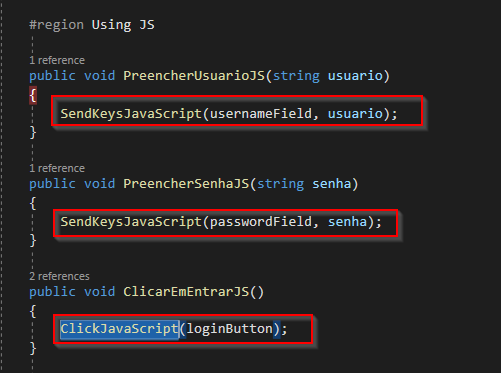 #region Using JS
1 reference
public void PreencherUsuarioJS(string usuario)
{
SendKeysJavaScript(usernameField, usuario);
}
1 reference
public void PreencherSenhaJS(string senha)
{
SendKeysJavaScript(passwordField, senha);
}
2 references
public void ClicarEmEntrarJS()
{
ClickJavaScript(loginButton);
}